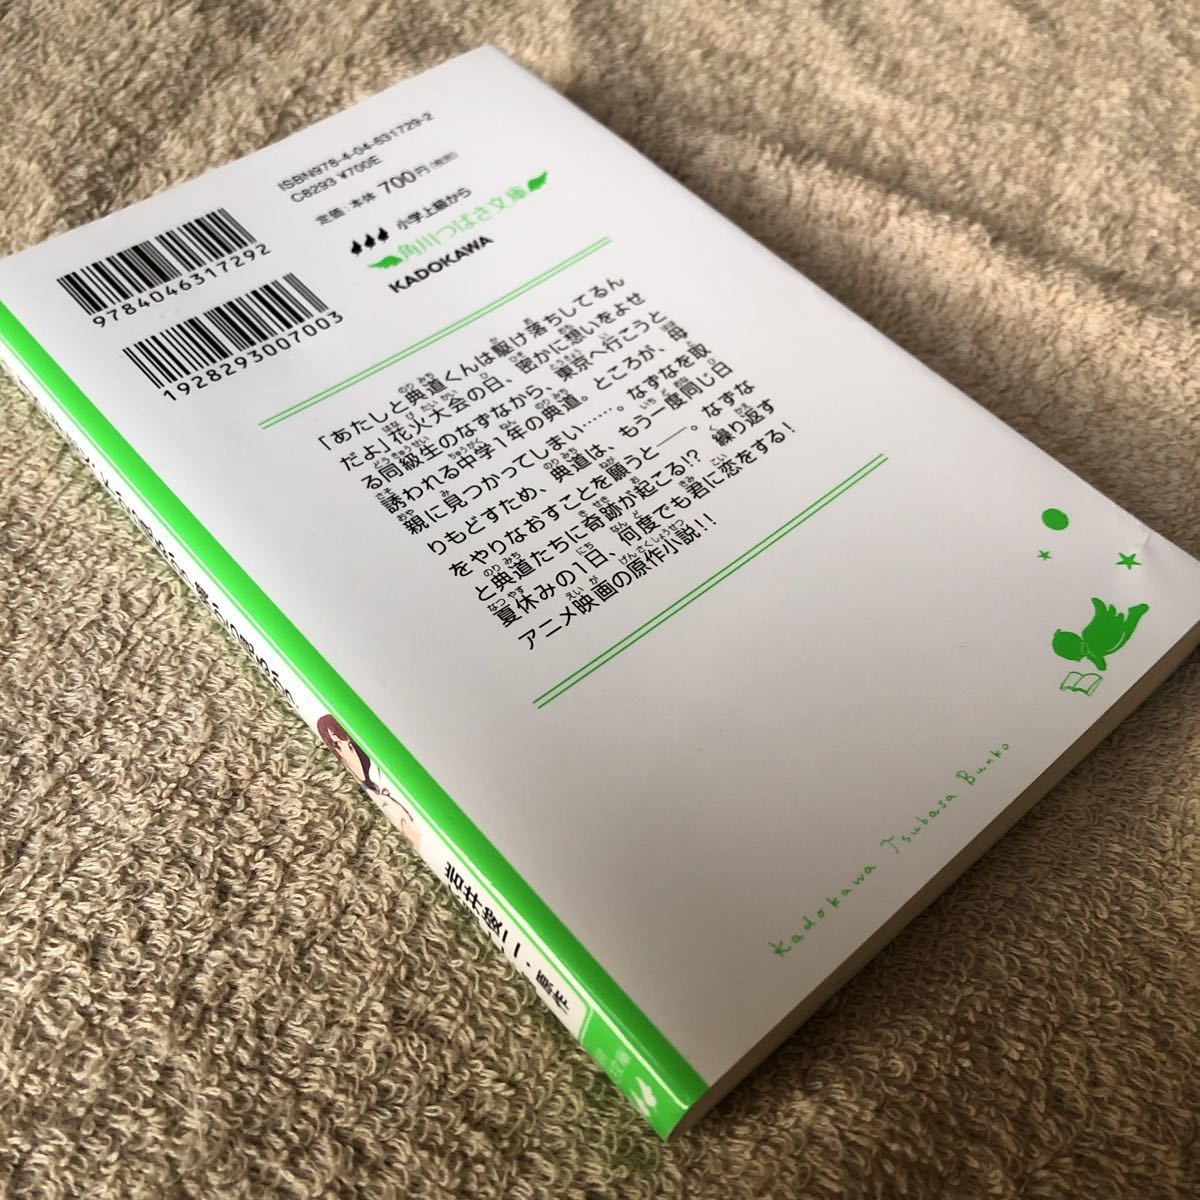 ISBN978-4-04-631729-2
C8293 ¥700E
定価：本体 700円(税別)
小学上級から
角川つばさ文庫
KADOKAWA
9784046317292
1928293007003
「あたしと典道くんは駆け落ちしてるん
だよ」花火大会の日、密かに想いをよせ
る同級生のなずなから、東京へ行こうと
誘われる中学1年の典道。ところが、母
親に見つかってしまい……。なずなを取
りもどすため、典道は、もう一度同じ日
をやりなおすことを願うと――。なずな
と典道たちに奇跡が起こる!? 繰り返す
夏休みの1日、何度でも君に恋をする！
アニメ映画の原作小説!!
Kadokawa Tsubasa Bunko
岩井俊二・原作